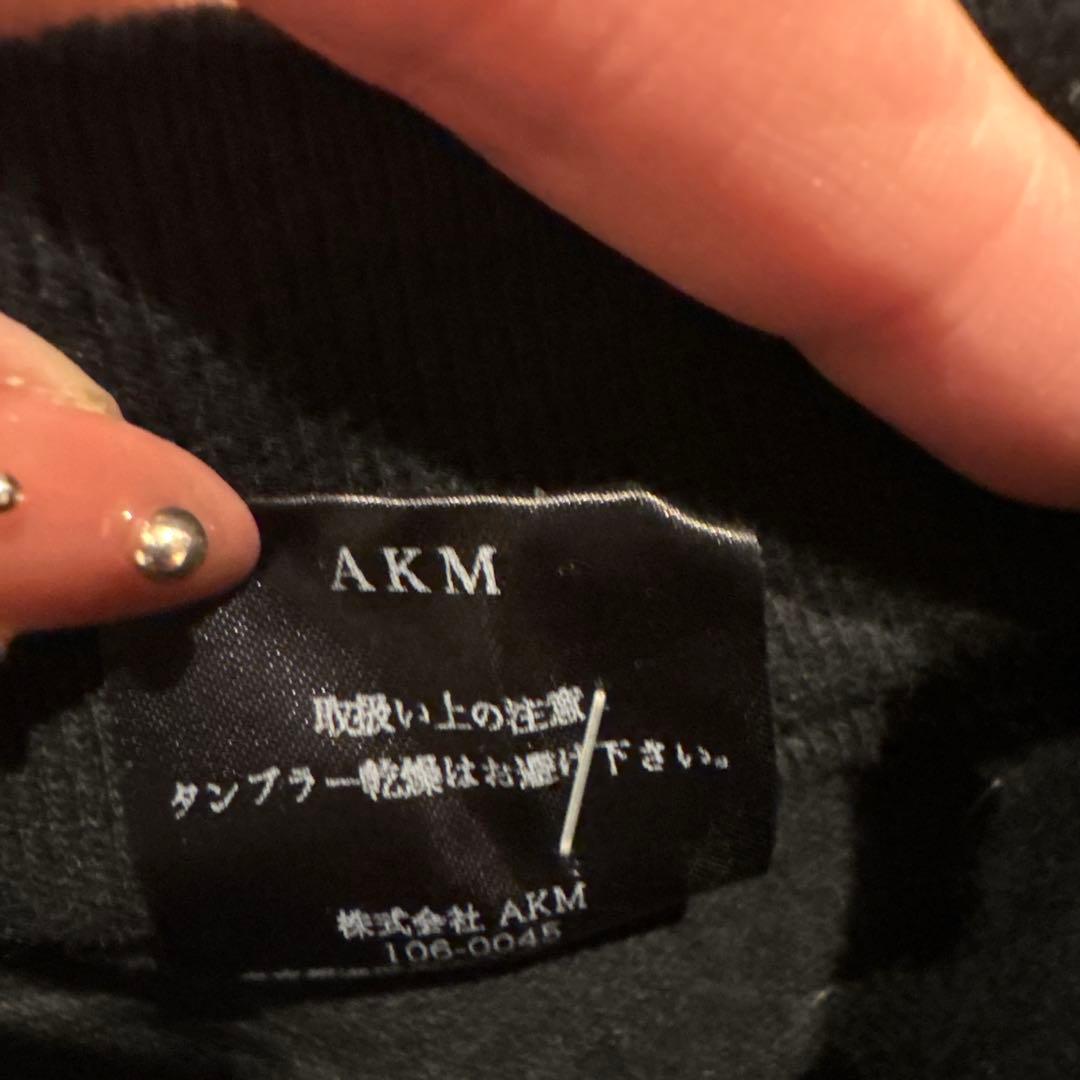 AKM
取扱い上の注意
タンブラー乾燥はお避け下さい。
株式会社 AKM
106-0045